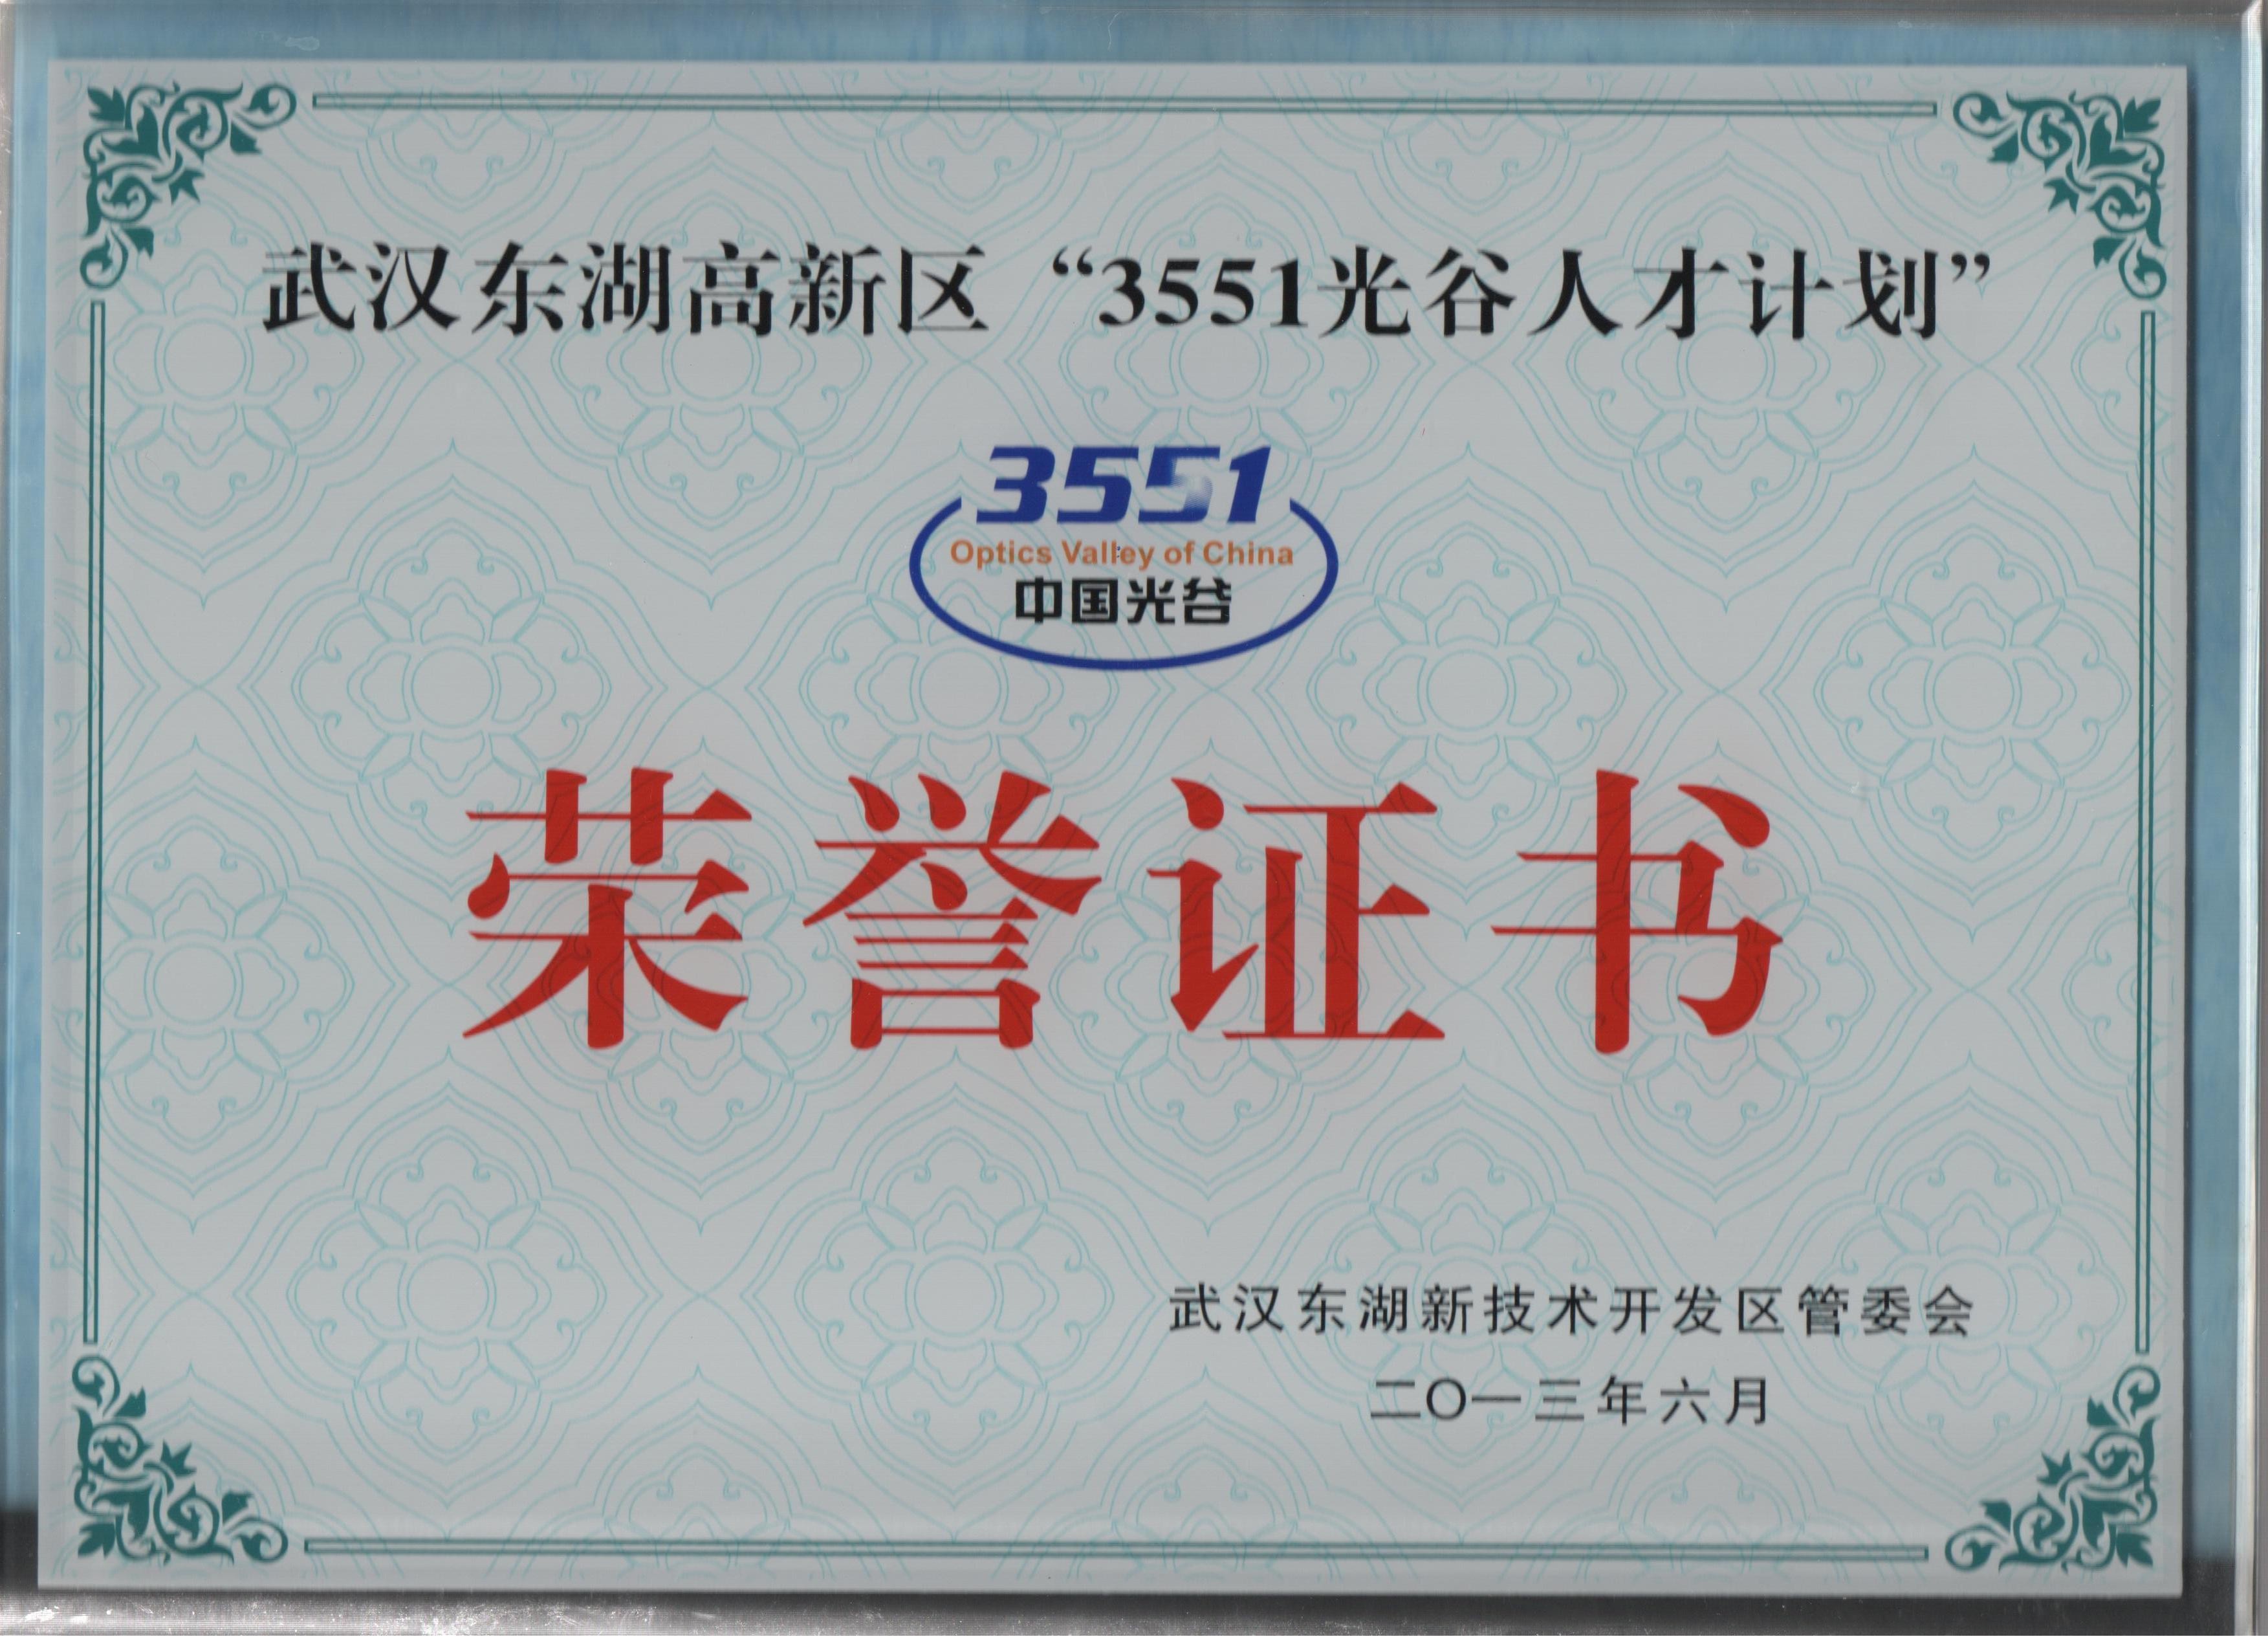 武汉东湖高新区“3551光谷人才计划”
3551
Optics Valley of China
中国光谷
荣誉证书
武汉东湖新技术开发区管委会
二〇一三年六月